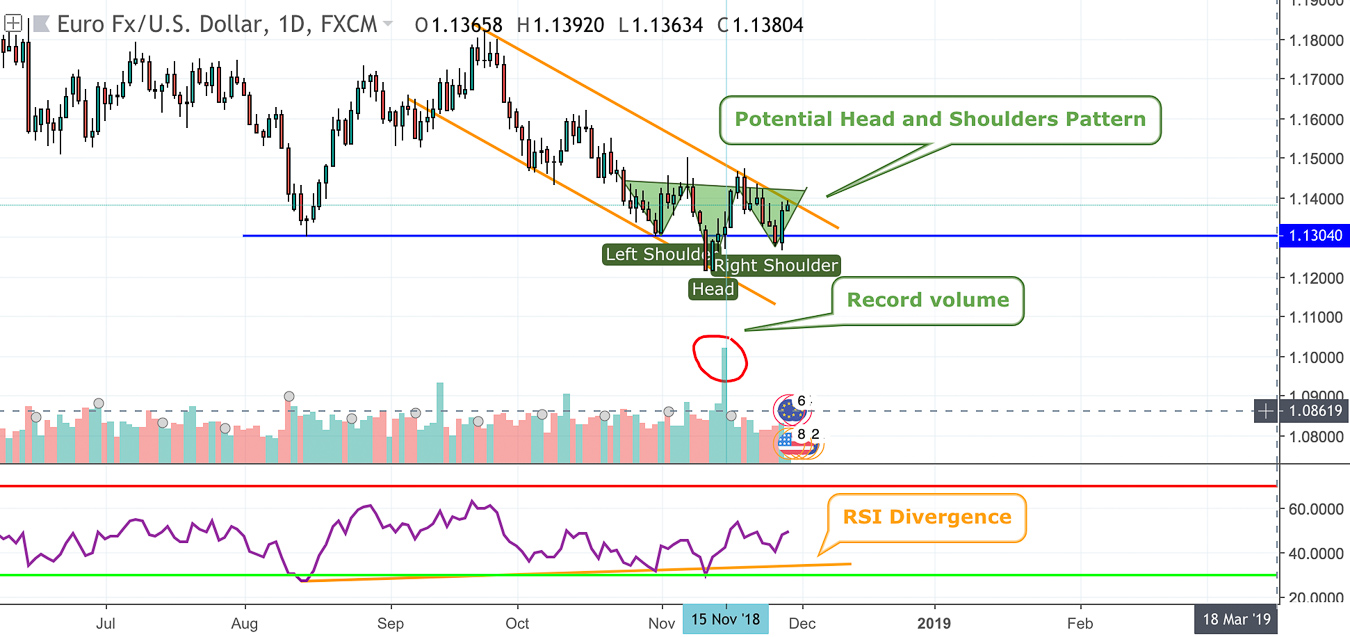 Euro Fx/U.S. Dollar, 1D, FXCM O1.13658 H1.13920 L1.13634 C1.13804
1.19000
1.18000
1.17000
Potential Head and Shoulders Pattern
1.16000
1.15000
1.14000
1.13040
Left Shoulde
Right Shoulder
1.12000
Head
Record volume
1.11000
1.10000
1.09000
6
1.08619
8 2
1.08000
RSI Divergence
60.0000
40.0000
20.0000
Jul Aug Sep Oct Nov 15 Nov '18 Dec 2019 Feb 18 Mar '19